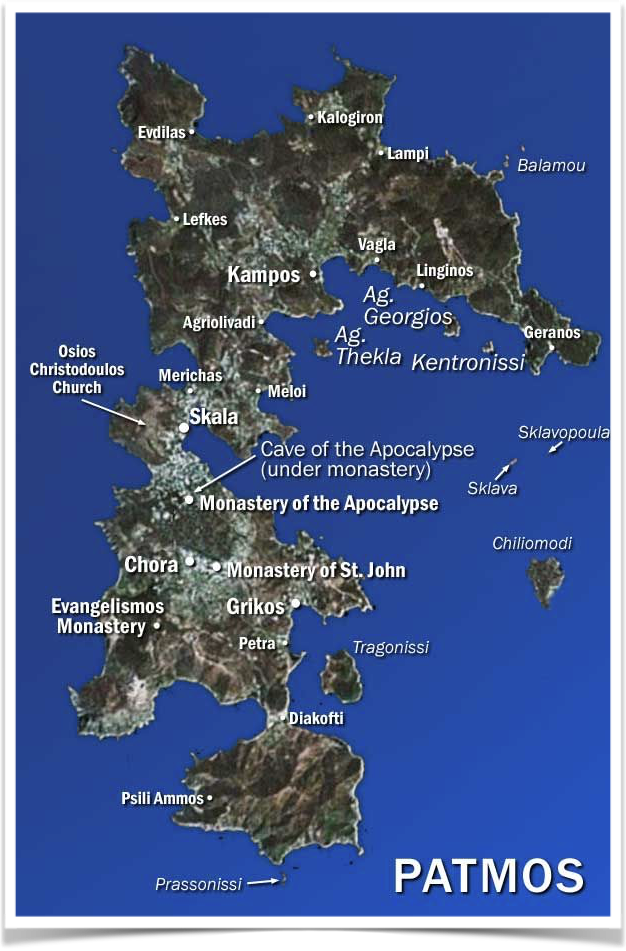 Kalogiron
Evdilas
Lampi
Balamou
Lefkes
Vagla
Kampos
Linginos
Ag.
Georgios
Agriolivadi
Ag.
Thekla
Kentronissi
Geranos
Osios
Christodoulos
Church
Merichas
Meloi
Skala
Sklavopoula
Cave of the Apocalypse
(under monastery)
Sklava
Monastery of the Apocalypse
Chiliomodi
Chora
Monastery of St. John
Evangelismos
Monastery
Grikos
Petra
Tragonissi
Diakofti
Psili Ammos
Prassonissi
PATMOS